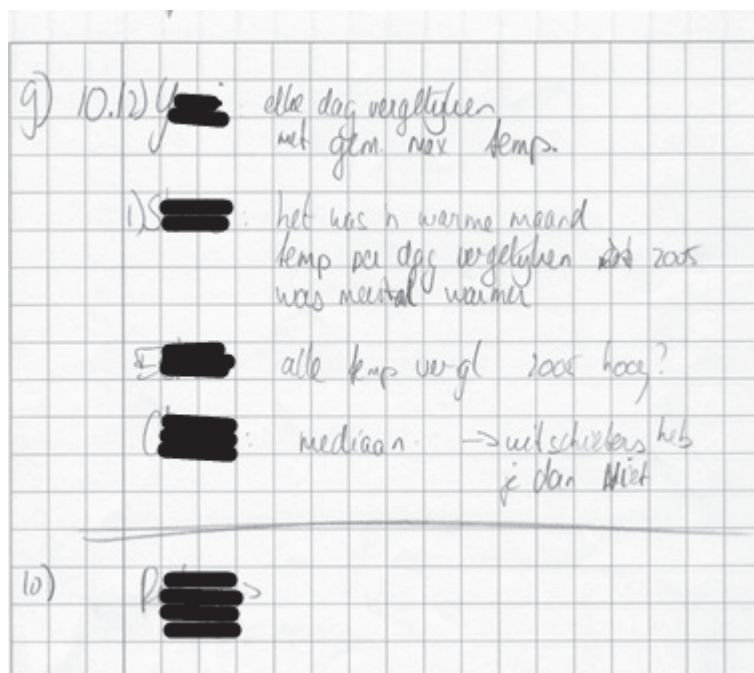 9) 10.12) Y : elke dag vergelijken
met gem. max temp.
1) S : het was 'n warme maand
temp per dag vergelijken 2005
was meestal warmer
E alle temp vergl 2005 hoog?
C : mediaan → uitschieters heb
je dan niet
10) R